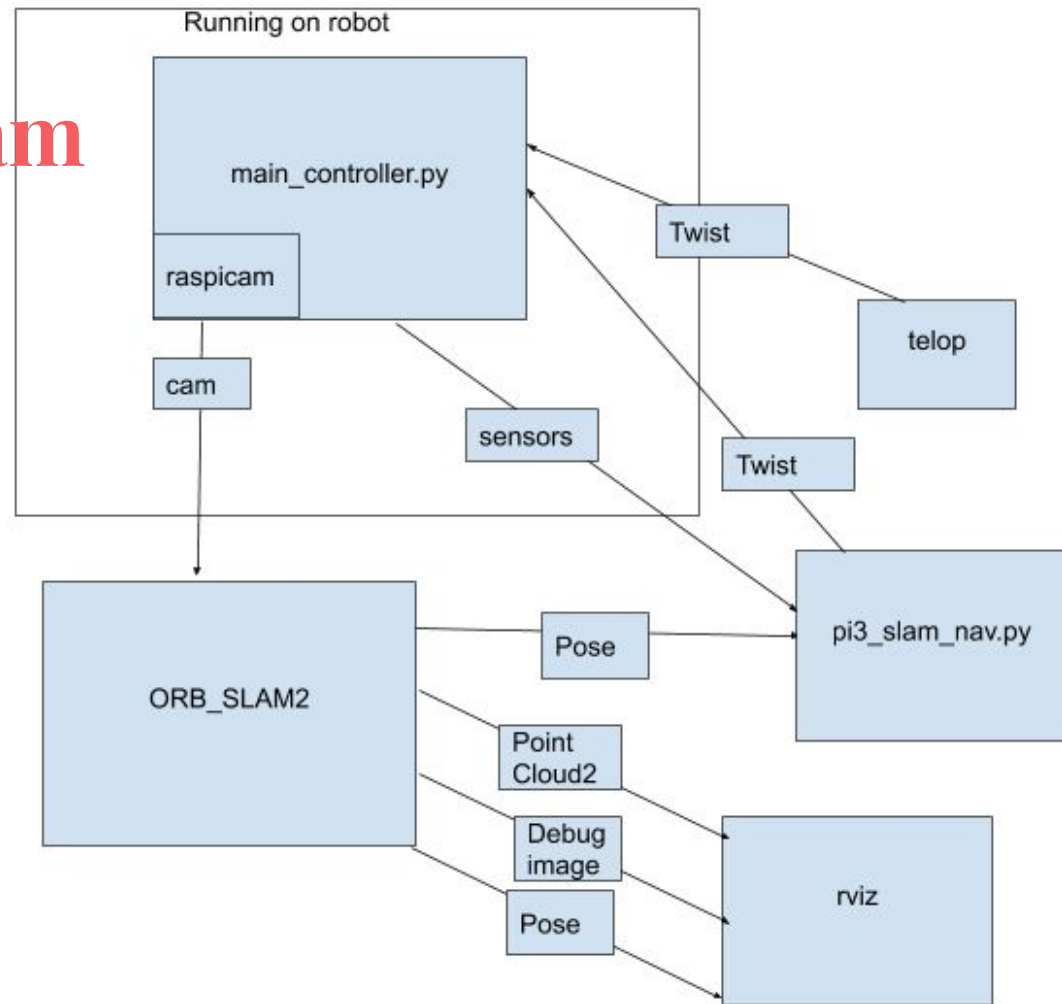 Running on robot
am
main_controller.py
raspicam
Twist
telop
cam
sensors
Twist
pi3_slam_nav.py
Pose
ORB_SLAM2
Point
Cloud2
Debug
image
rviz
Pose